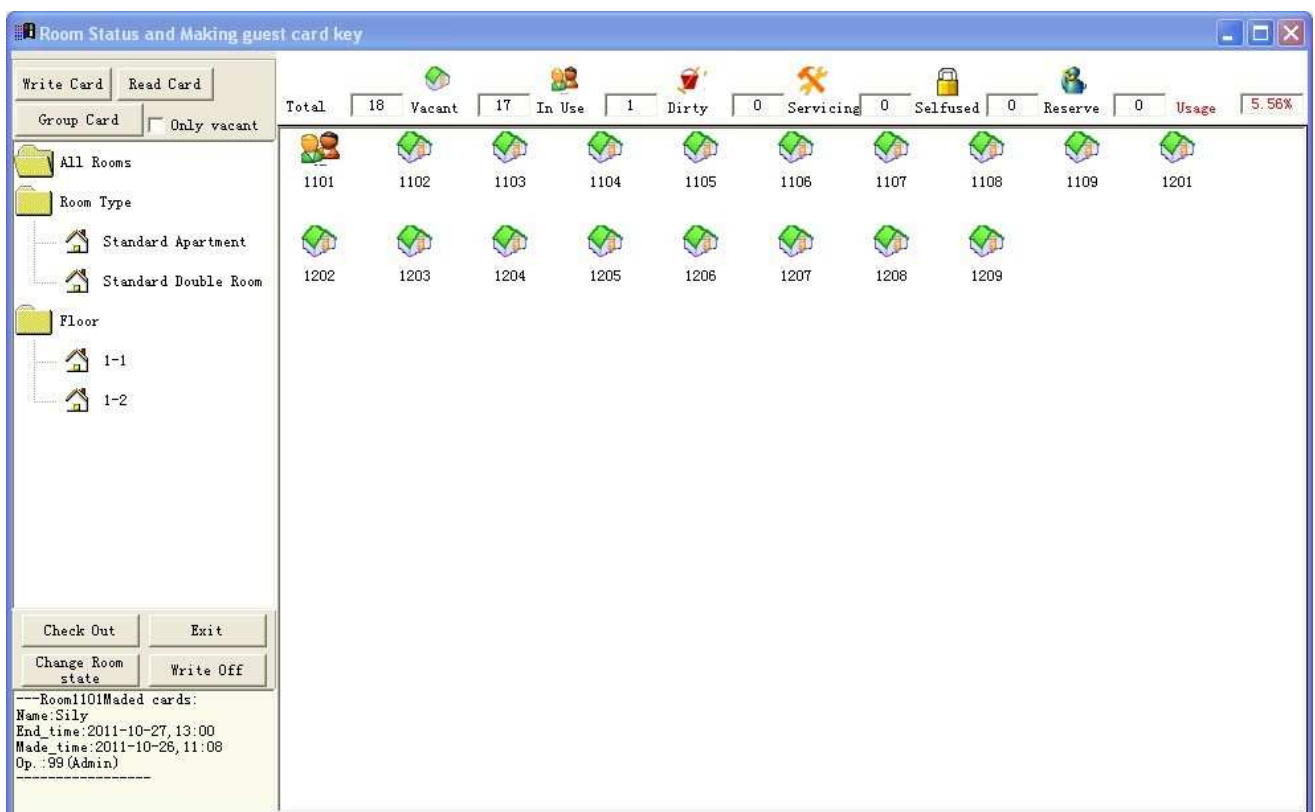 Room Status and Making guest card key
Write Card Read Card
Group Card Only vacant
Total 18 Vacant 17 In Use 1 Dirty 0 Servicing 0 Selfused 0 Reserve 0 Usage 5.56%
All Rooms
Room Type
Standard Apartment
Standard Double Room
Floor
1-1
1-2
1101 1102 1103 1104 1105 1106 1107 1108 1109 1201
1202 1203 1204 1205 1206 1207 1208 1209
Check Out Exit
Change Room state Write Off
---Room1101Maded cards:
Name:Sily
End_time:2011-10-27,13:00
Made_time:2011-10-26,11:08
Op.:99(Admin)
-----------------